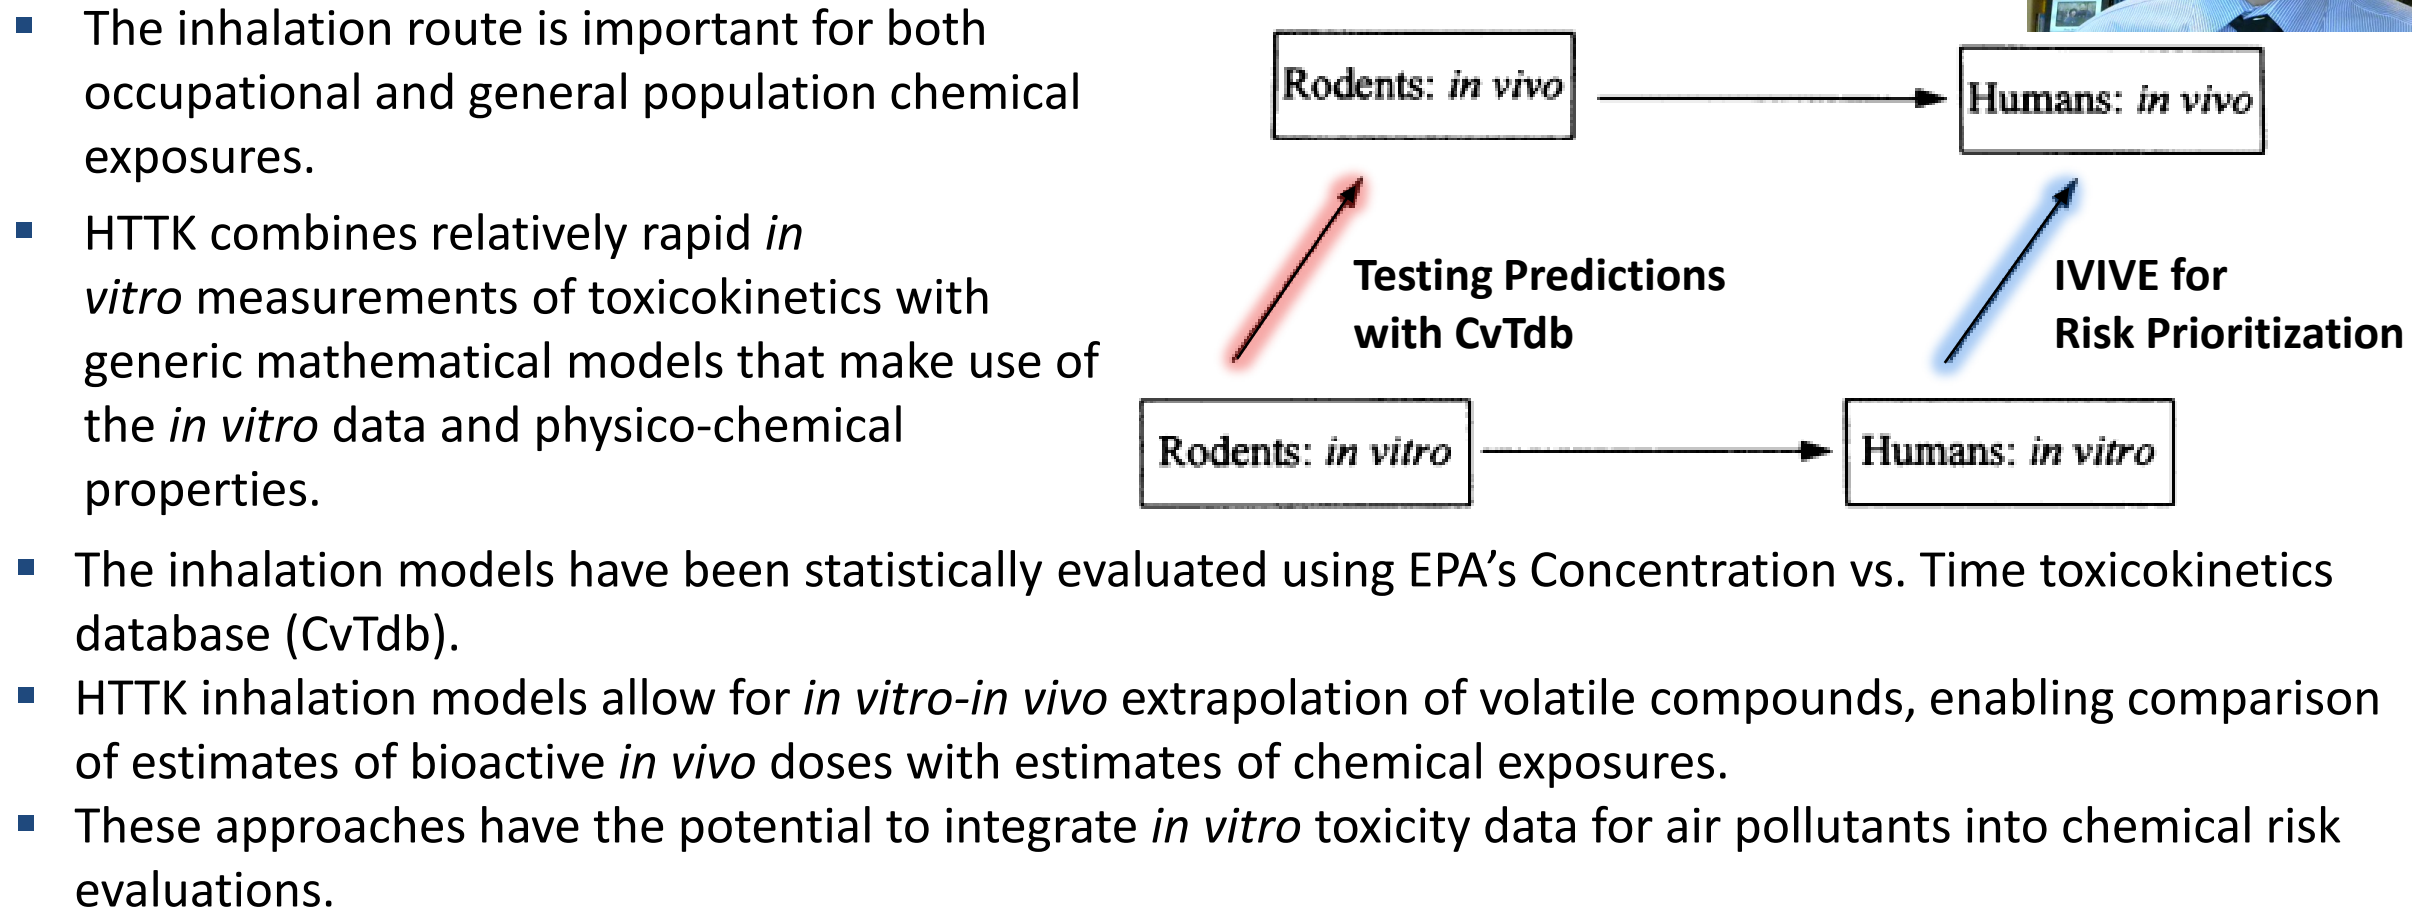 The inhalation route is important for both
occupational and general population chemical
exposures.
HTTK combines relatively rapid in
vitro measurements of toxicokinetics with
generic mathematical models that make use of
the in vitro data and physico-chemical
properties.
Rodents: in vivo
Humans: in vivo
Testing Predictions
with CvTdb
IVIVE for
Risk Prioritization
Rodents: in vitro
Humans: in vitro
The inhalation models have been statistically evaluated using EPA’s Concentration vs. Time toxicokinetics
database (CvTdb).
HTTK inhalation models allow for in vitro-in vivo extrapolation of volatile compounds, enabling comparison
of estimates of bioactive in vivo doses with estimates of chemical exposures.
These approaches have the potential to integrate in vitro toxicity data for air pollutants into chemical risk
evaluations.